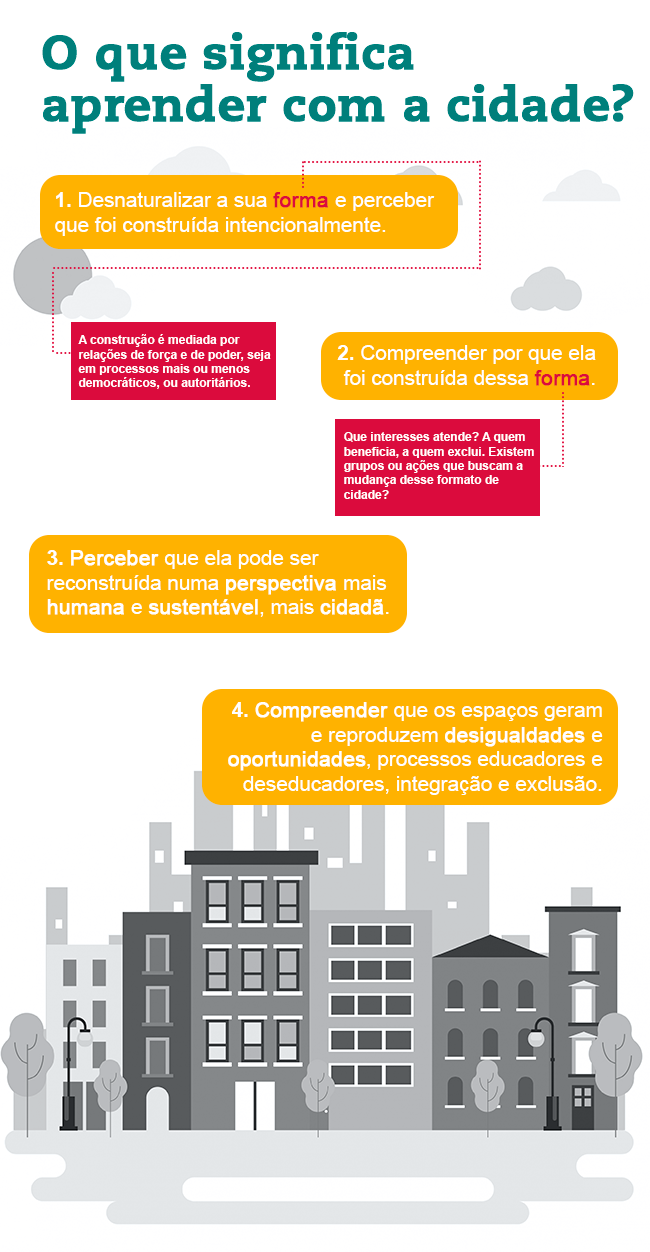 O que significa
aprender com a cidade?
1. Desnaturalizar a sua forma e perceber
que foi construída intencionalmente.
A construção é mediada por
relações de força e de poder, seja
em processos mais ou menos
democráticos, ou autoritários.
2. Compreender por que ela
foi construída dessa forma.
Que interesses atende? A quem
beneficia, a quem exclui. Existem
grupos ou ações que buscam a
mudança desse formato de
cidade?
3. Perceber que ela pode ser
reconstruída numa perspectiva mais
humana e sustentável, mais cidadã.
4. Compreender que os espaços geram
e reproduzem desigualdades e
oportunidades, processos educadores e
deseducadores, integração e exclusão.